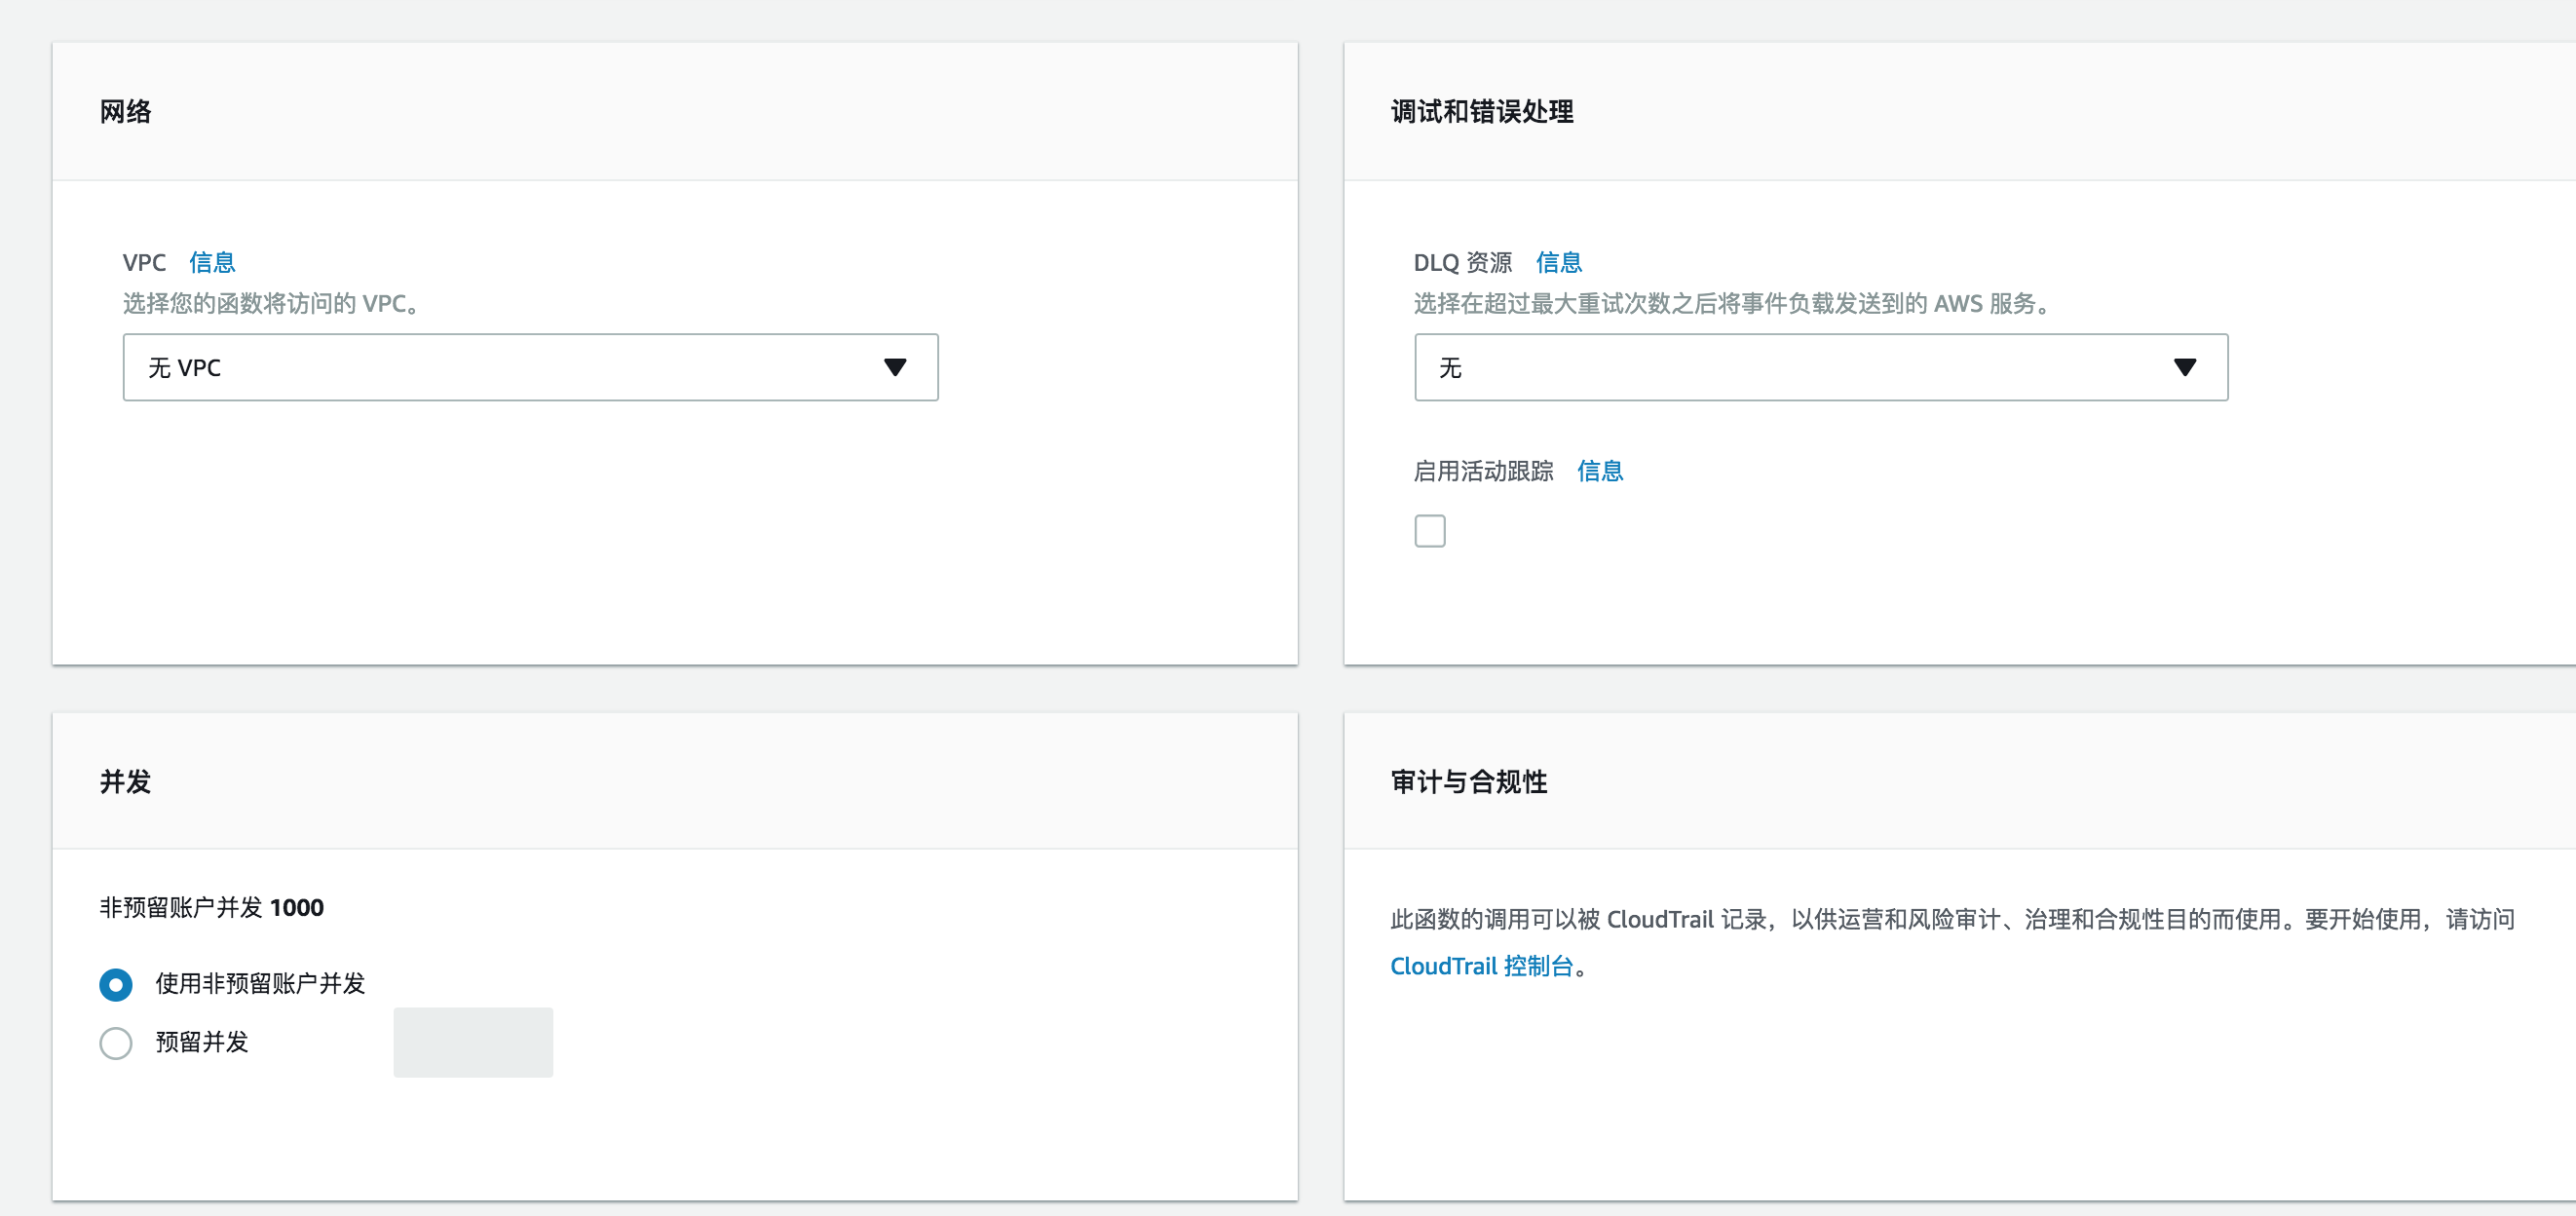 网络
VPC 信息
选择您的函数将访问的 VPC。
无 VPC
调试和错误处理
DLQ 资源 信息
选择在超过最大重试次数之后将事件负载发送到的 AWS 服务。
无
启用活动跟踪 信息
并发
非预留账户并发 1000
使用非预留账户并发
预留并发
审计与合规性
此函数的调用可以被 CloudTrail 记录，以供运营和风险审计、治理和合规性目的而使用。要开始使用，请访问
CloudTrail 控制台。